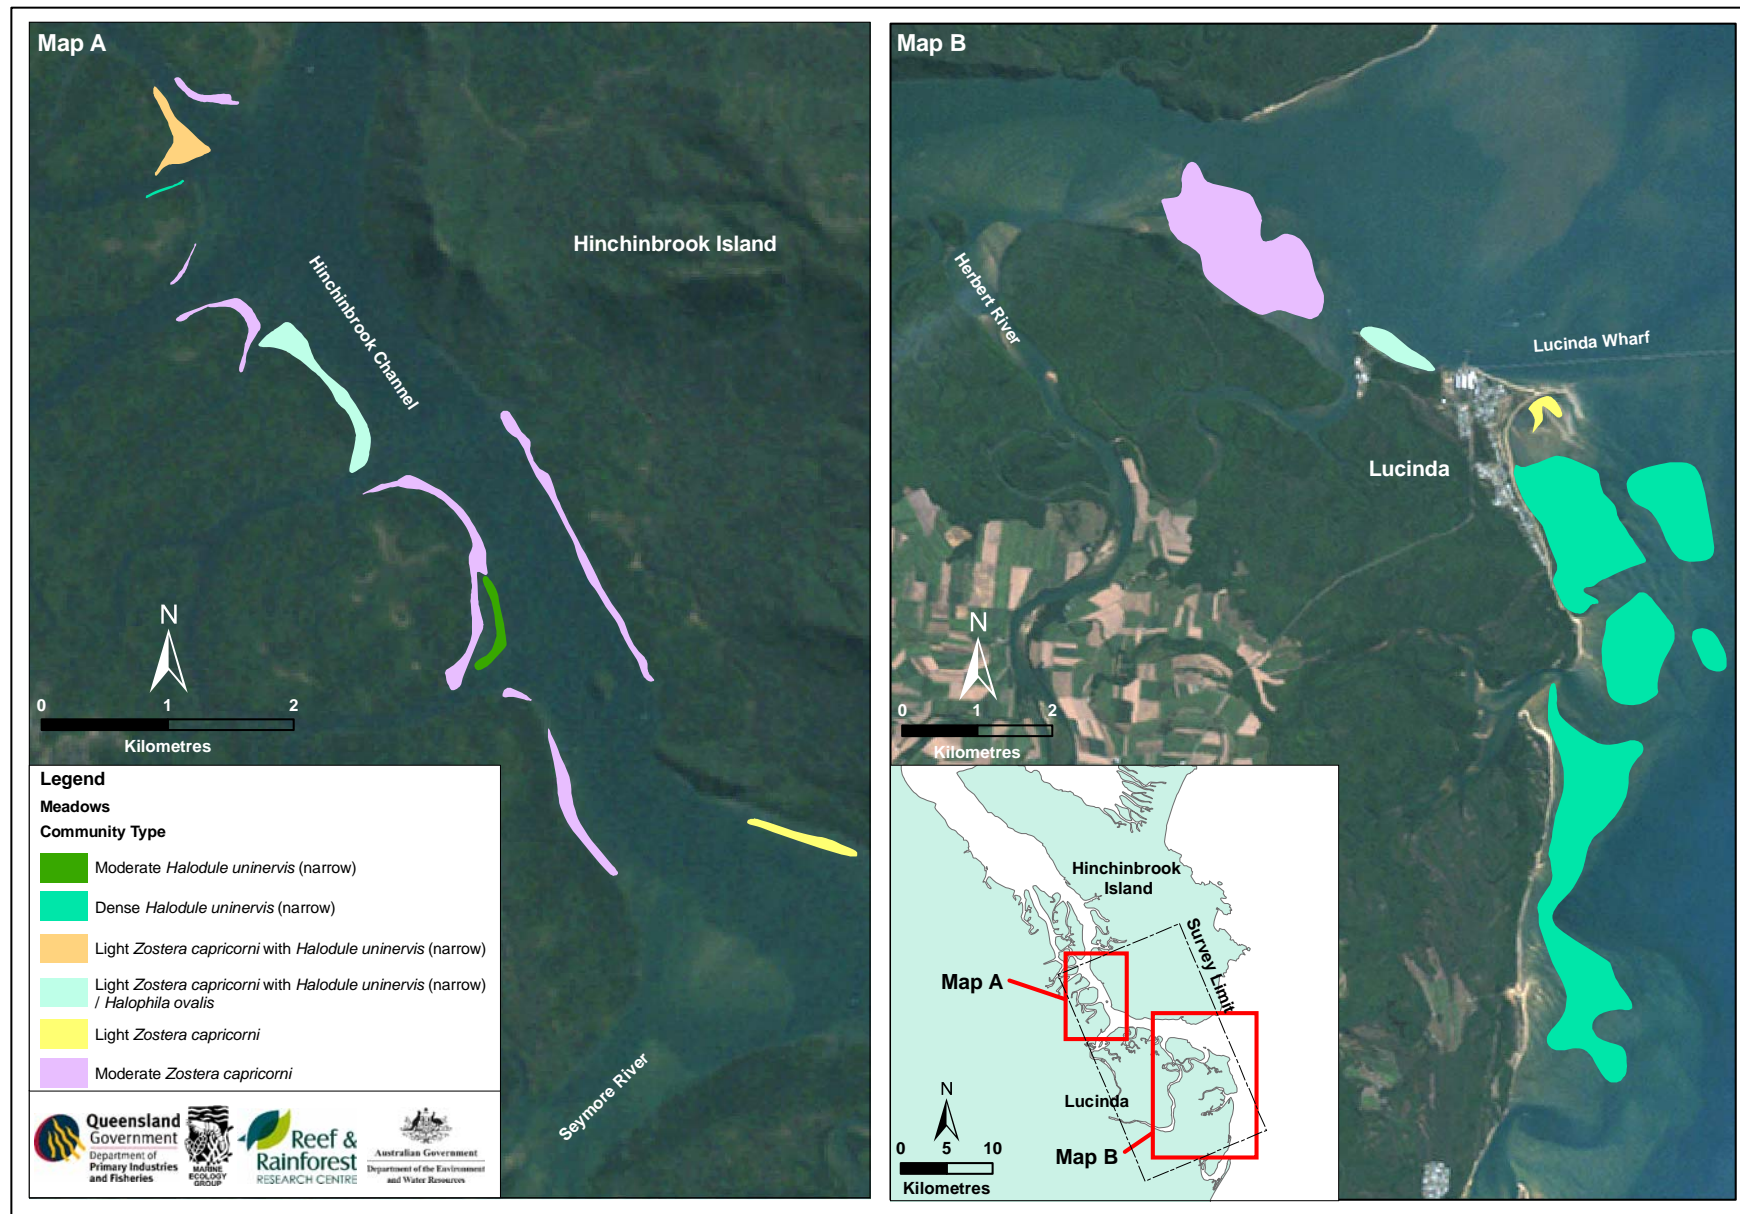 Map A
Hinchinbrook Island
Hinchinbrook Channel
N
0 1 2
Kilometres
Seymore River
Legend
Meadows
Community Type
Moderate Halodule uninervis (narrow)
Dense Halodule uninervis (narrow)
Light Zostera capricorni with Halodule uninervis (narrow)
Light Zostera capricorni with Halodule uninervis (narrow)
/ Halophila ovalis
Light Zostera capricorni
Moderate Zostera capricorni
Queensland
Government
Department of
Primary Industries
and Fisheries
MARINE
ECOLOGY
GROUP
Reef &
Rainforest
RESEARCH CENTRE
Australian Government
Department of the Environment
and Water Resources
Map B
Herbert River
Lucinda Wharf
Lucinda
N
0 1 2
Kilometres
Hinchinbrook
Island
Survey Limit
Map A
Lucinda
Map B
N
0 5 10
Kilometres